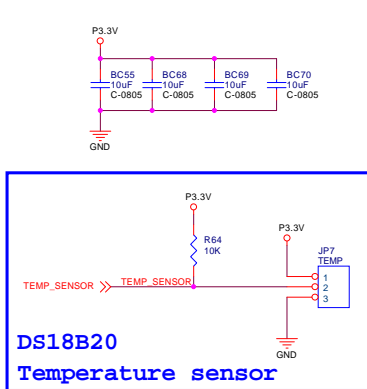 P3.3V
BC55 BC68 BC69 BC70
10uF 10uF 10uF 10uF
C-0805 C-0805 C-0805 C-0805
GND
P3.3V
R64
10K
P3.3V
JP7
TEMP
TEMP_SENSOR TEMP_SENSOR
1
2
3
GND
DS18B20
Temperature sensor